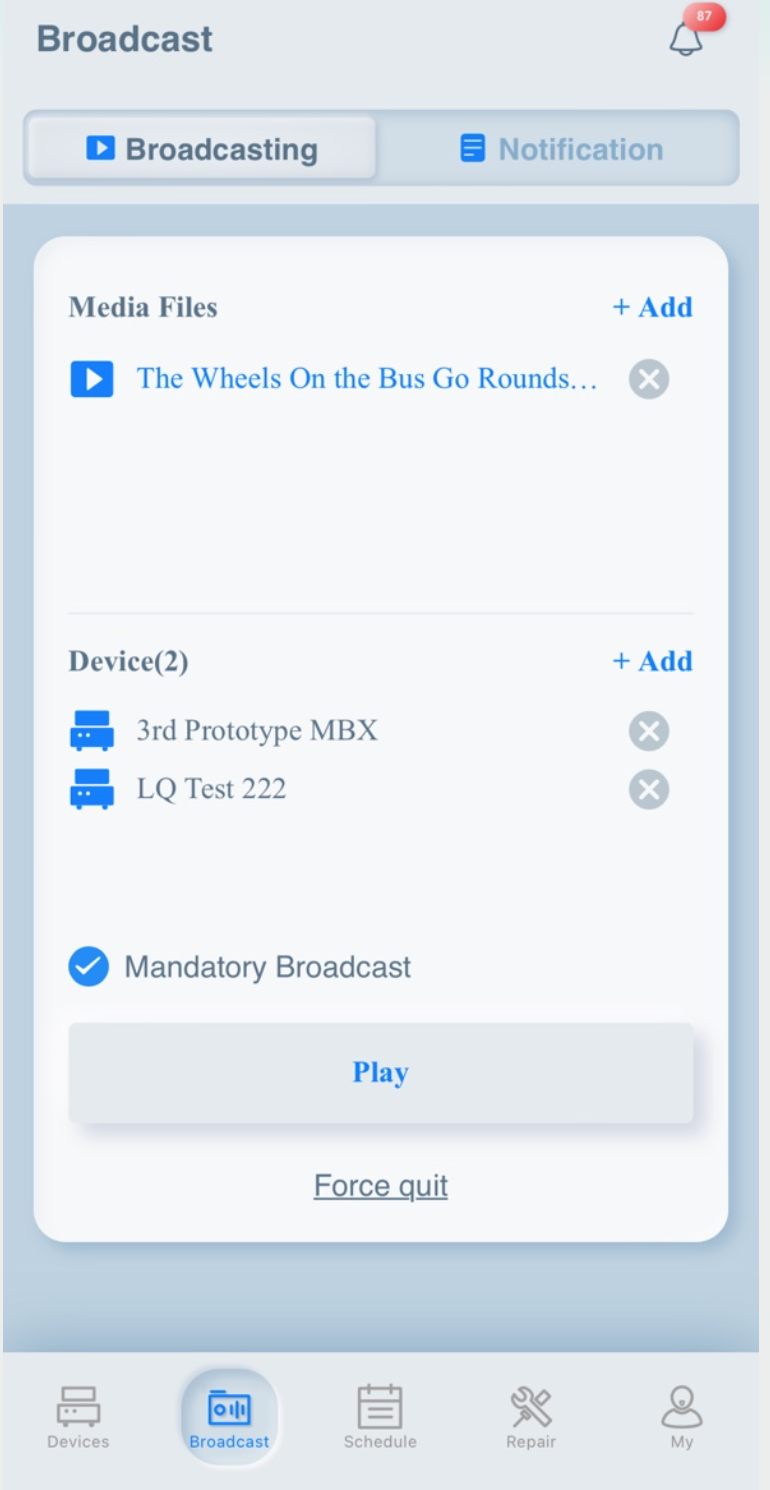 Broadcast
87
Broadcasting
Notification
Media Files
+ Add
The Wheels On the Bus Go Rounds...
Device(2)
+ Add
3rd Prototype MBX
LQ Test 222
Mandatory Broadcast
Play
Force quit
Devices
Broadcast
Schedule
Repair
My